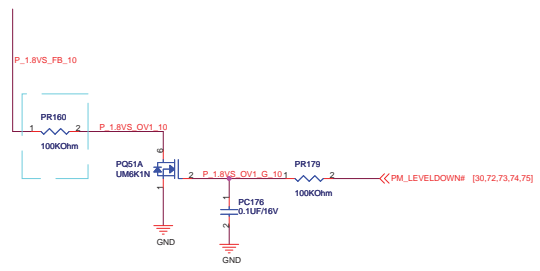 P_1.8VS_FB_10
PR160
1
2
P_1.8VS_OV1_10
100KOhm
6
PQ51A
UM6K1N
2
P_1.8VS_OV1_G_10
1
PR179
2
PM_LEVELDOWN# [30,72,73,74,75]
100KOhm
1
1
PC176
0.1UF/16V
2
GND
GND